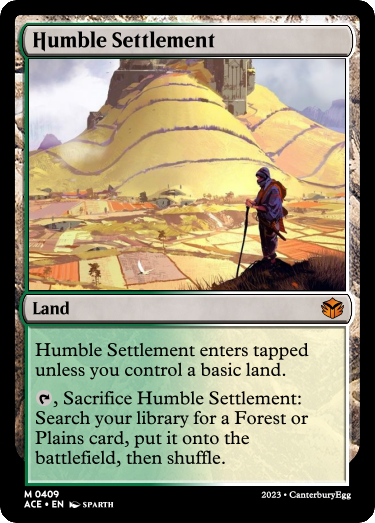 Humble Settlement
Land
Humble Settlement enters tapped
unless you control a basic land.
, Sacrifice Humble Settlement:
Search your library for a Forest or
Plains card, put it onto the
battlefield, then shuffle.
M 0409
ACE • EN SPARTH
2023 • CanterburyEgg